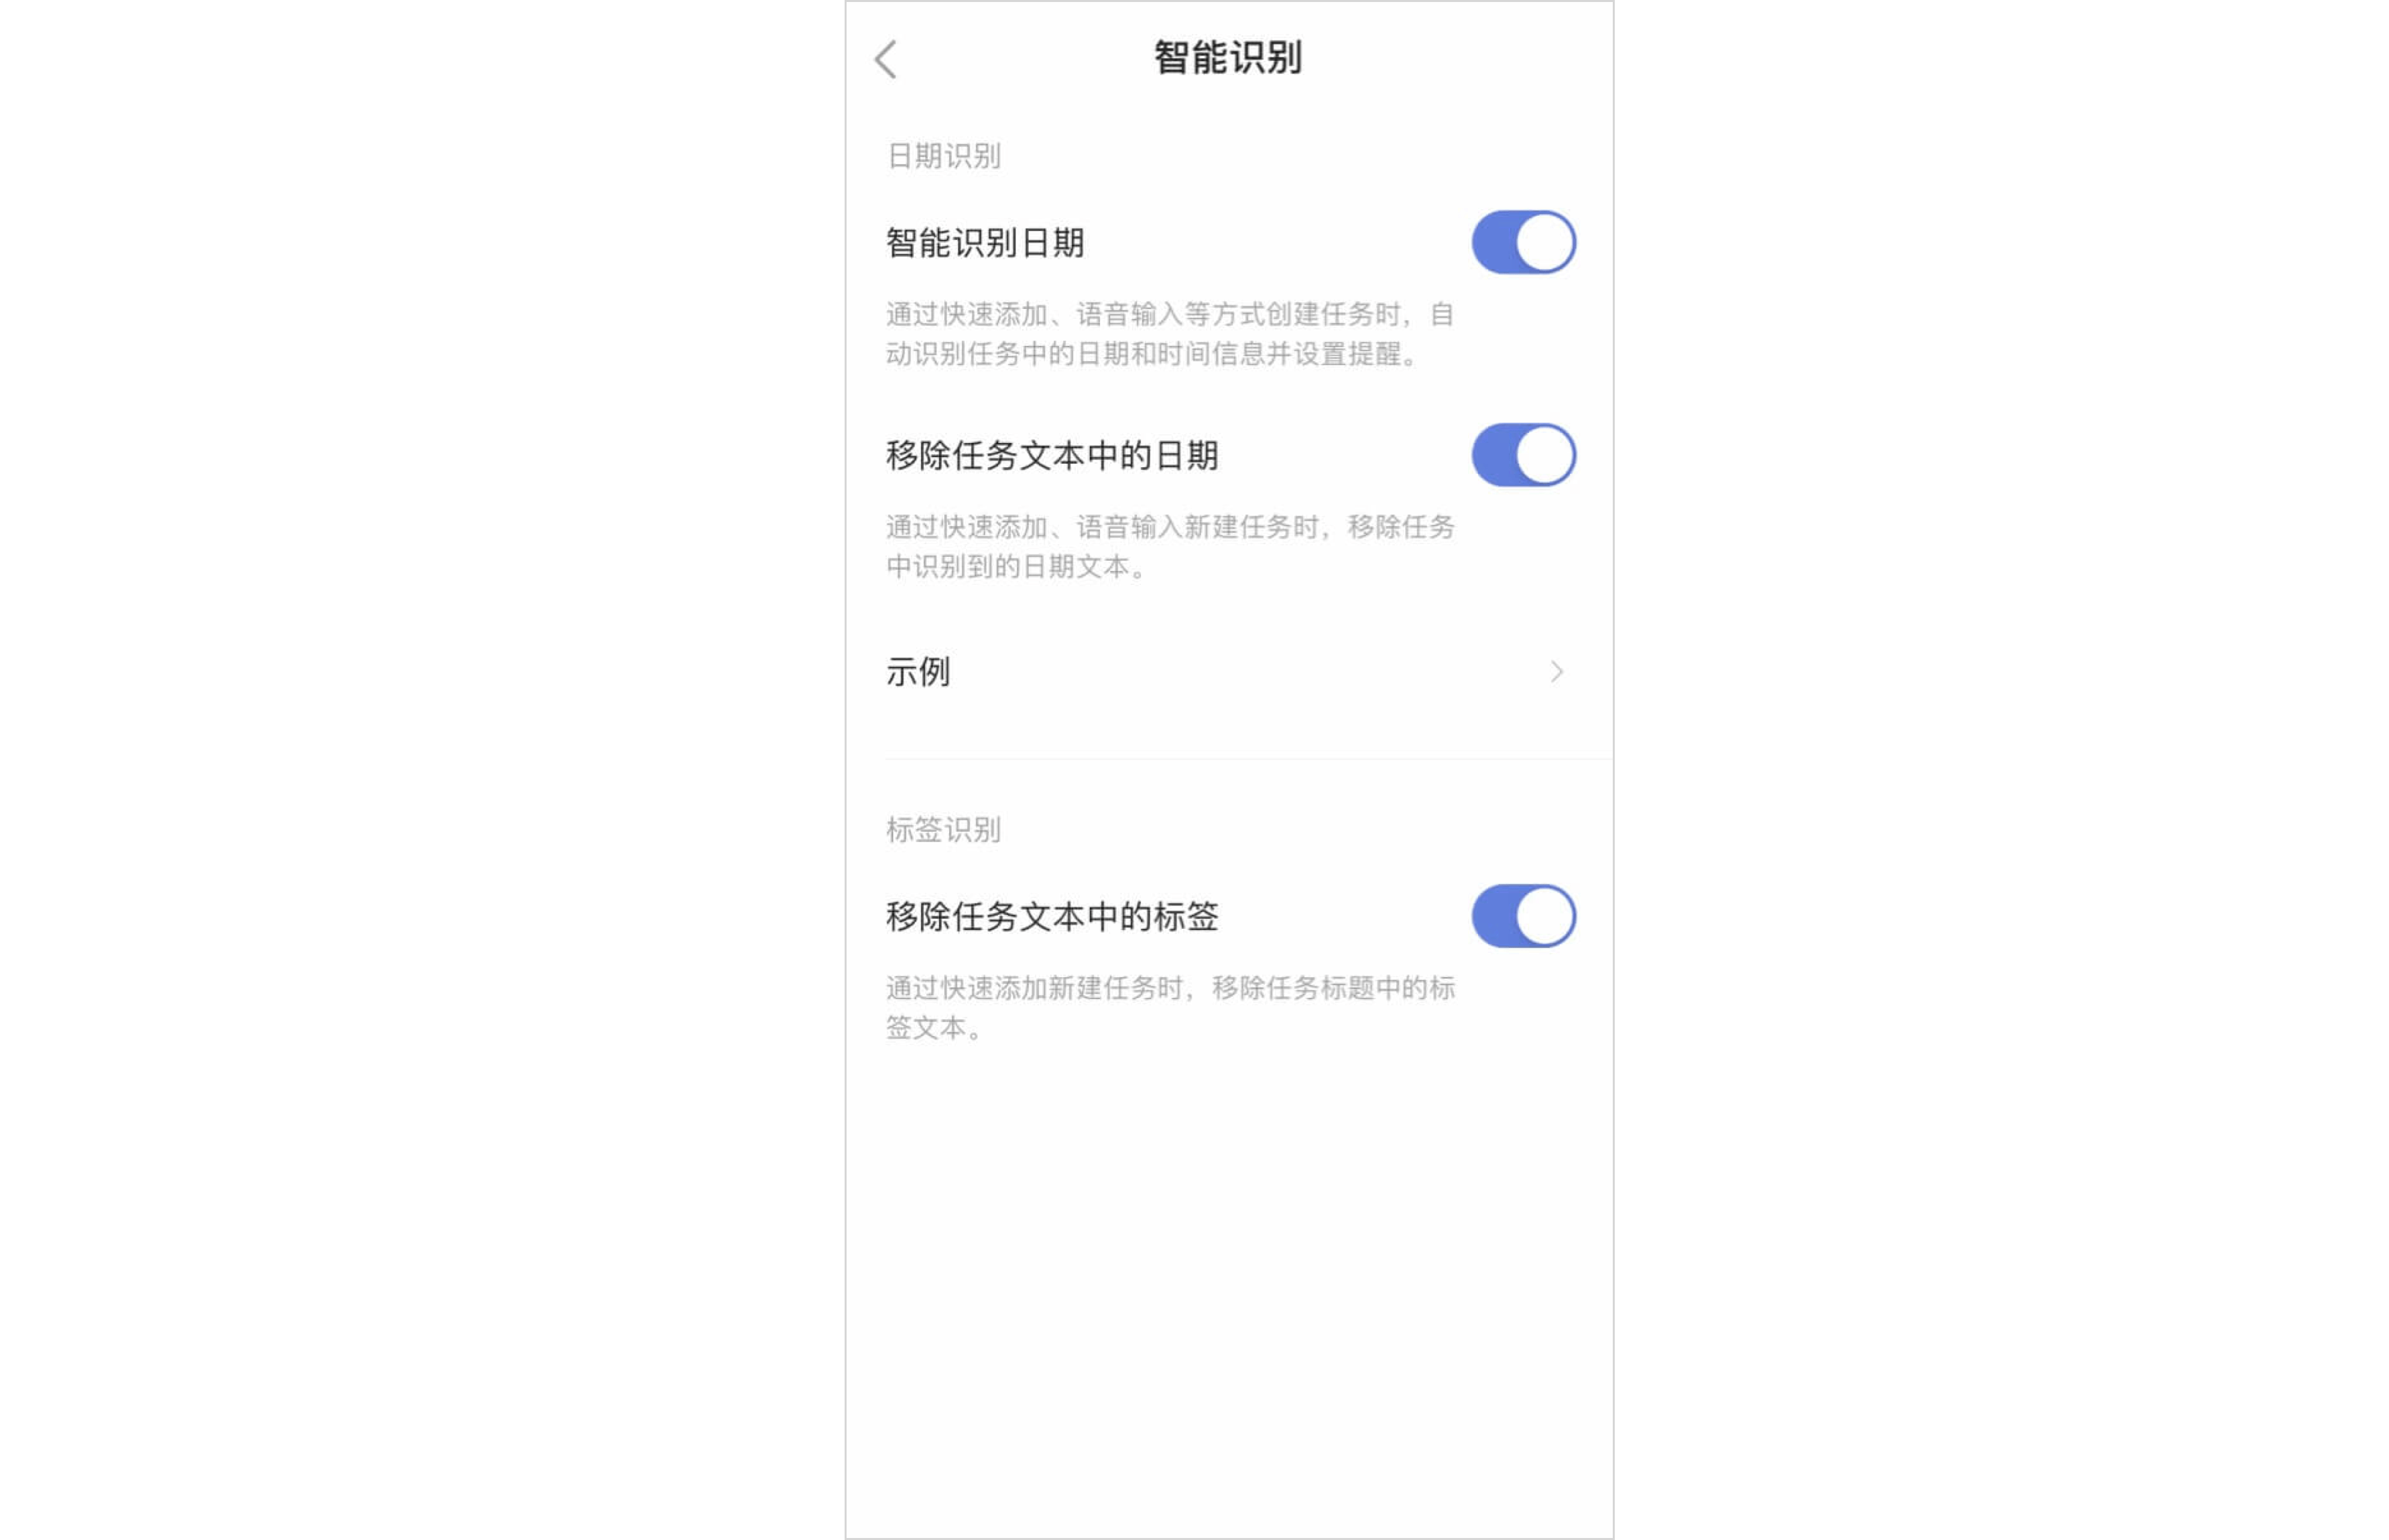 智能识别
日期识别
智能识别日期
通过快速添加、语音输入等方式创建任务时，自
动识别任务中的日期和时间信息并设置提醒。
移除任务文本中的日期
通过快速添加、语音输入新建任务时，移除任务
中识别到的日期文本。
示例
标签识别
移除任务文本中的标签
通过快速添加新建任务时，移除任务标题中的标
签文本。